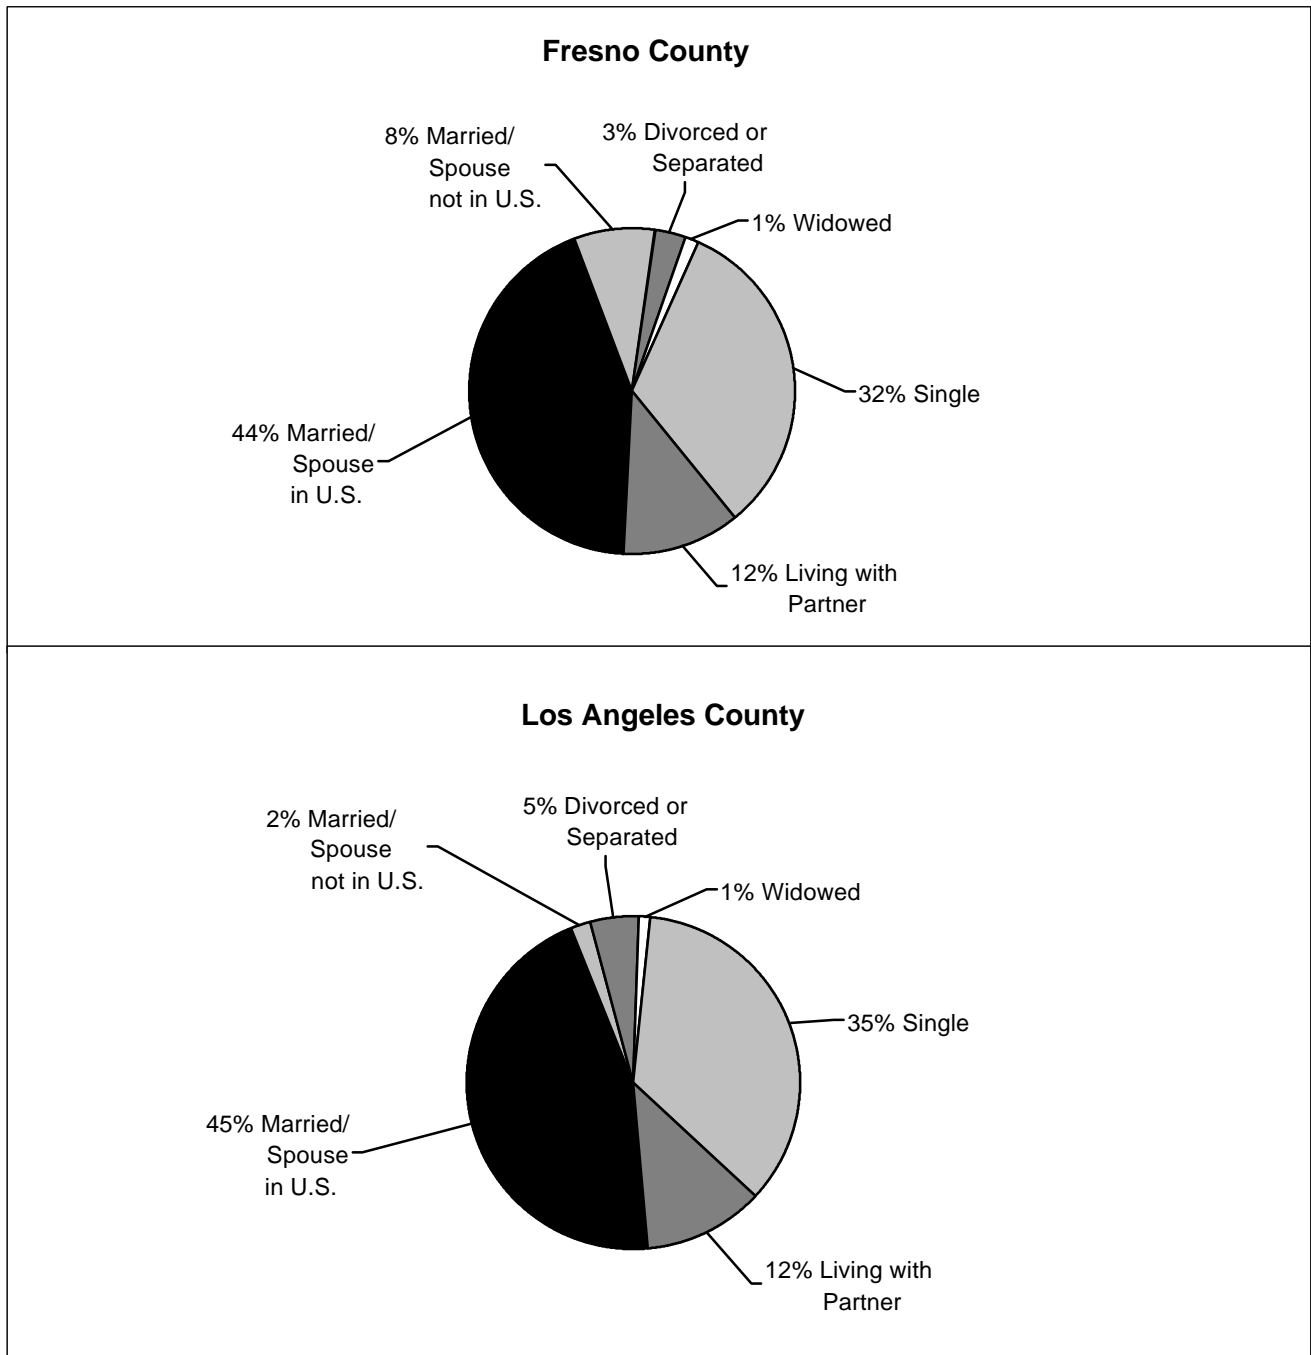 Fresno County
8% Married/
Spouse
not in U.S.
3% Divorced or
Separated
1% Widowed
32% Single
44% Married/
Spouse
in U.S.
12% Living with
Partner
Los Angeles County
2% Married/
Spouse
not in U.S.
5% Divorced or
Separated
1% Widowed
35% Single
45% Married/
Spouse
in U.S.
12% Living with
Partner